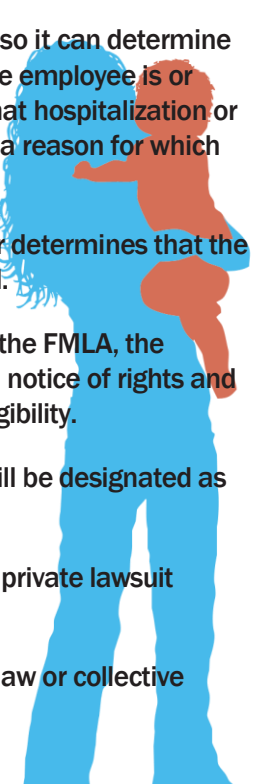 so it can determine
e employee is or
at hospitalization or
a reason for which
r determines that the
l.
the FMLA, the
notice of rights and
gibility.
ill be designated as
private lawsuit
aw or collective